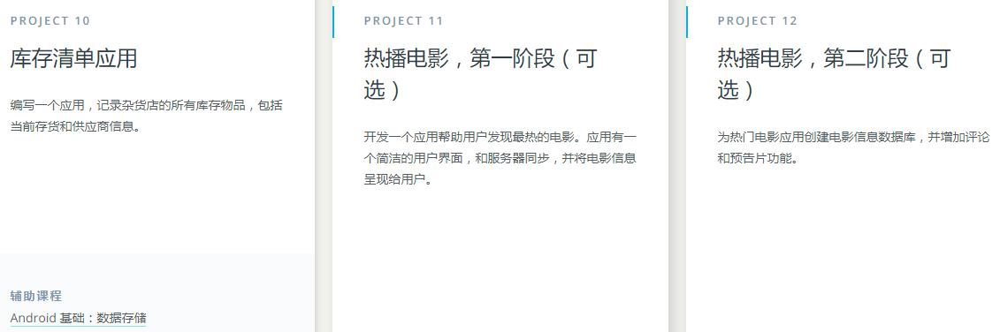 PROJECT 10
库存清单应用
编写一个应用，记录杂货店的所有库存物品，包括
当前存货和供应商信息。
辅助课程
Android 基础：数据存储
PROJECT 11
热播电影，第一阶段（可
选）
开发一个应用帮助用户发现最热的电影。应用有一
个简洁的用户界面，和服务器同步，并将电影信息
呈现给用户。
PROJECT 12
热播电影，第二阶段（可
选）
为热门电影应用创建电影信息数据库，并增加评论
和预告片功能。